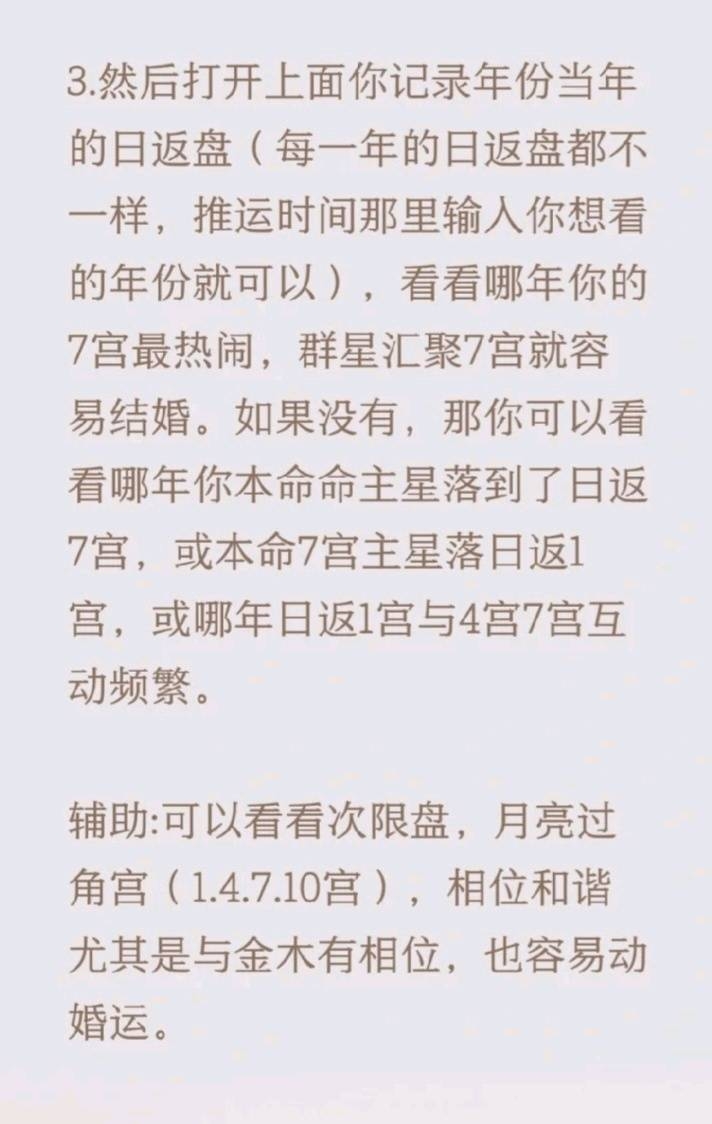 3.然后打开上面你记录年份当年
的日返盘（每一年的日返盘都不
一样，推运时间那里输入你想看
的年份就可以），看看哪年你的
7宫最热闹，群星汇聚7宫就容
易结婚。如果没有，那你可以看
看哪年你本命命主星落到了日返
7宫，或本命7宫主星落日返1
宫，或哪年日返1宫与4宫7宫互
动频繁。
辅助:可以看看次限盘，月亮过
角宫（1.4.7.10宫），相位和谐
尤其是与金木有相位，也容易动
婚运。